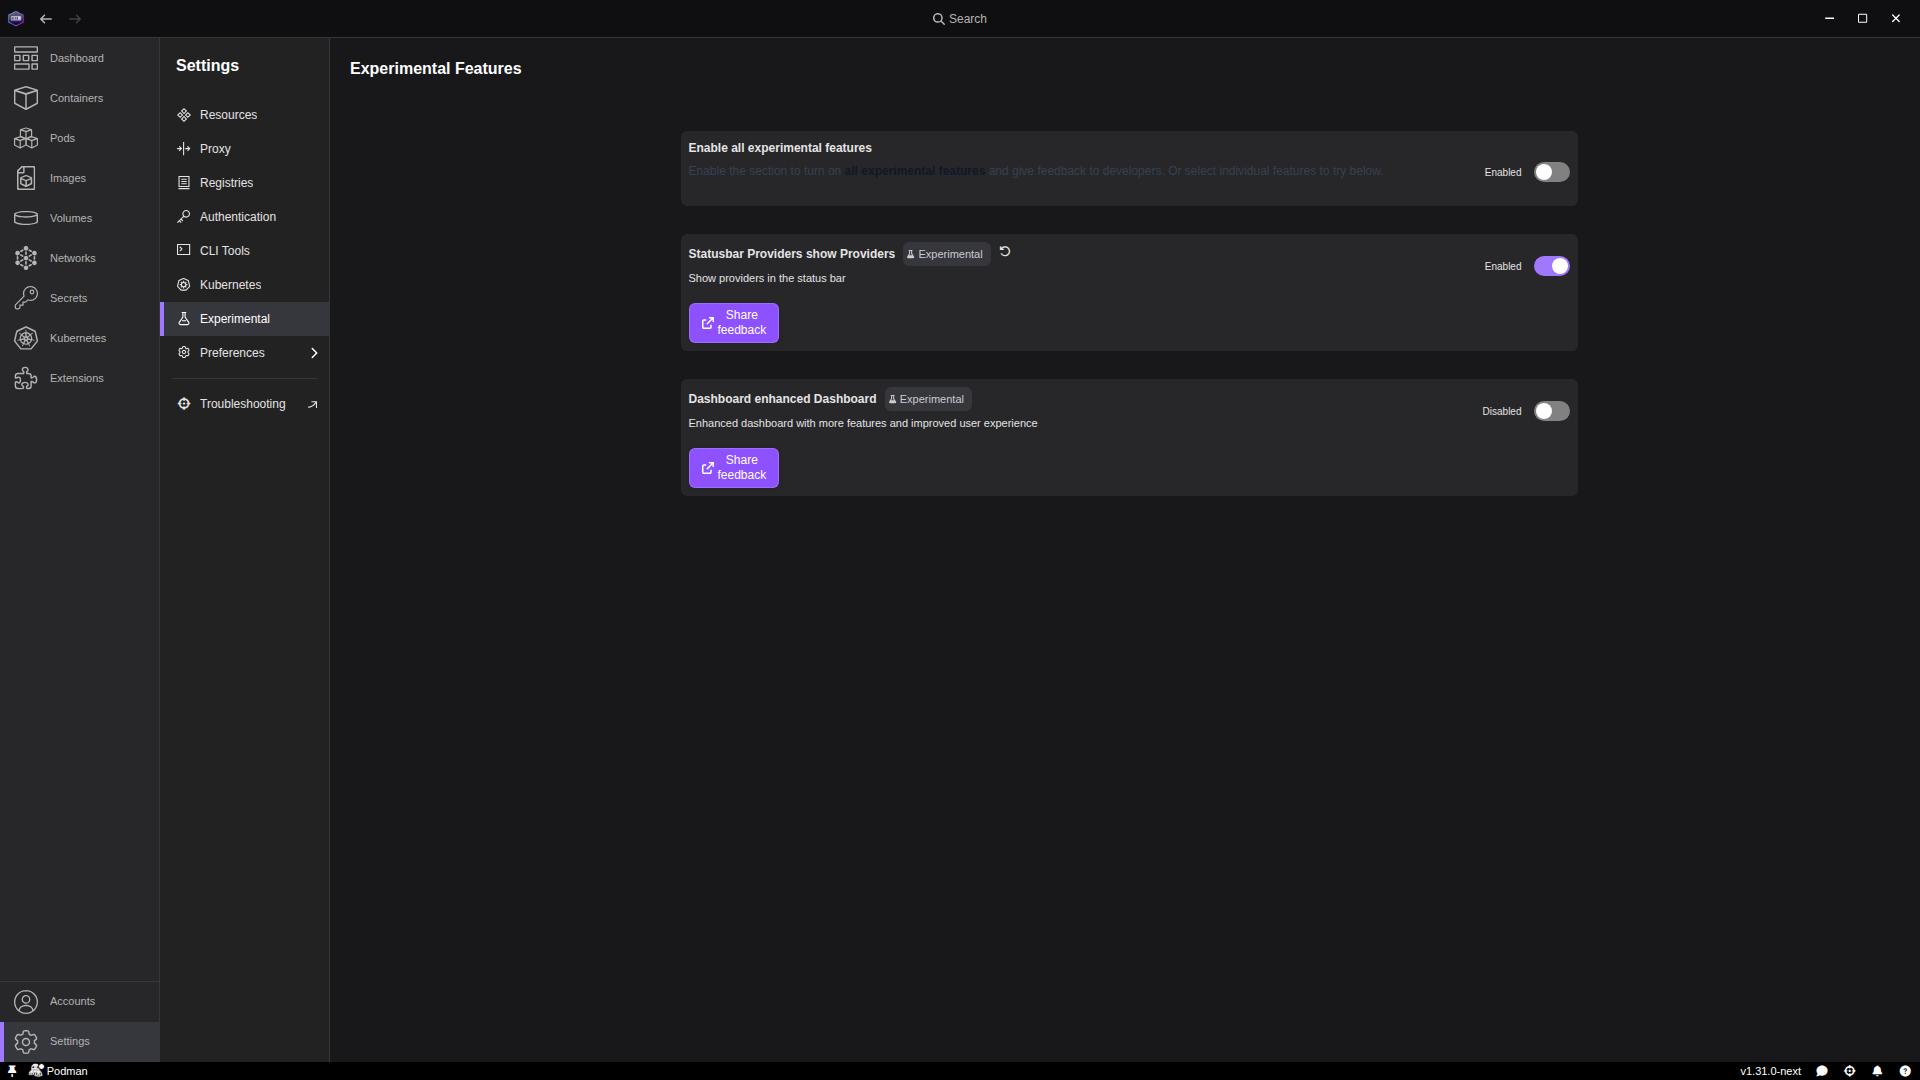 Search
Dashboard
Containers
Pods
Images
Volumes
Networks
Secrets
Kubernetes
Extensions
Accounts
Settings
Settings
Resources
Proxy
Registries
Authentication
CLI Tools
Kubernetes
Experimental
Preferences
Troubleshooting
Experimental Features
Enable all experimental features
Enable the section to turn on all experimental features and give feedback to developers. Or select individual features to try below.
Enabled
Statusbar Providers show Providers Experimental
Show providers in the status bar
Enabled
Share
feedback
Dashboard enhanced Dashboard Experimental
Enhanced dashboard with more features and improved user experience
Disabled
Share
feedback
Podman
v1.31.0-next